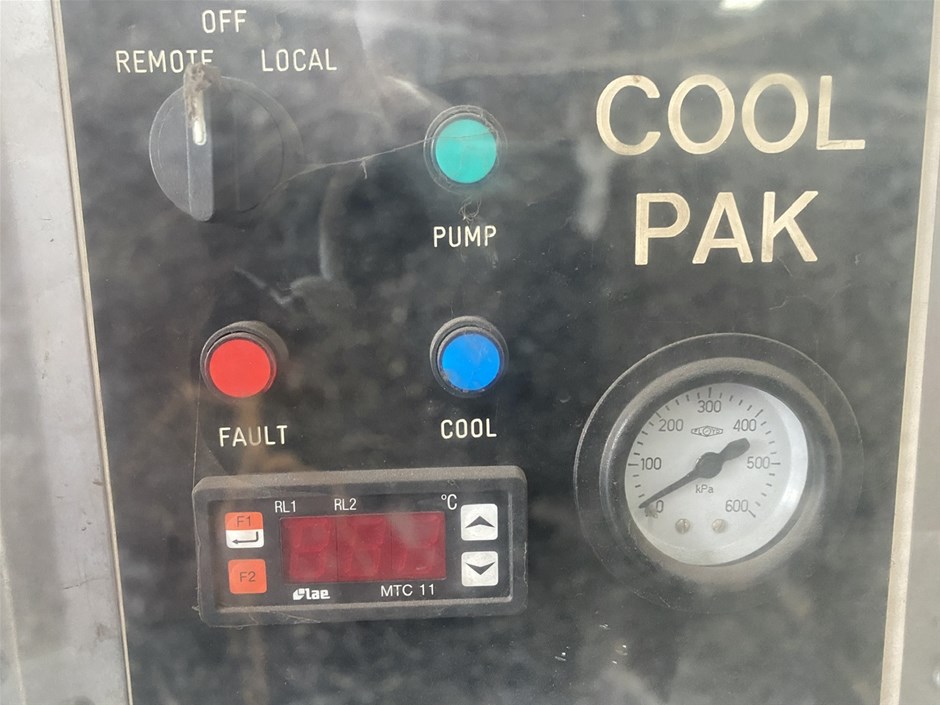 OFF
REMOTE LOCAL
COOL
PAK
PUMP
FAULT
COOL
RL1 RL2 °C
F1
F2
lae
MTC 11
300
200 400
100 500
kPa
0 600